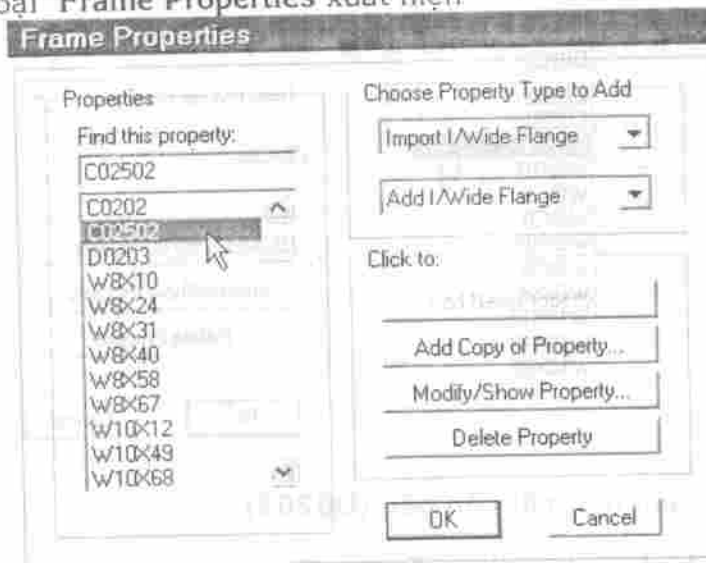 oại "Frame Properties xuất hiện
Frame Properties
Properties
Find this property:
C02502
C0202
C02502
D0203
W8X10
W8X24
W8X31
W8X40
W8X58
W8X67
W10X12
W10X49
W10X68
Choose Property Type to Add
Import I/Wide Flange
Add I/Wide Flange
Click to:
Add Copy of Property...
Modify/Show Property...
Delete Property
OK
Cancel